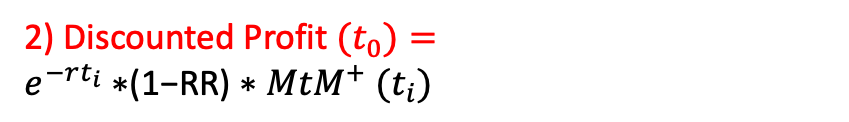 2) Discounted Profit (t₀) =
e^{−rtᵢ} *(1−RR) * MtM⁺ (tᵢ)